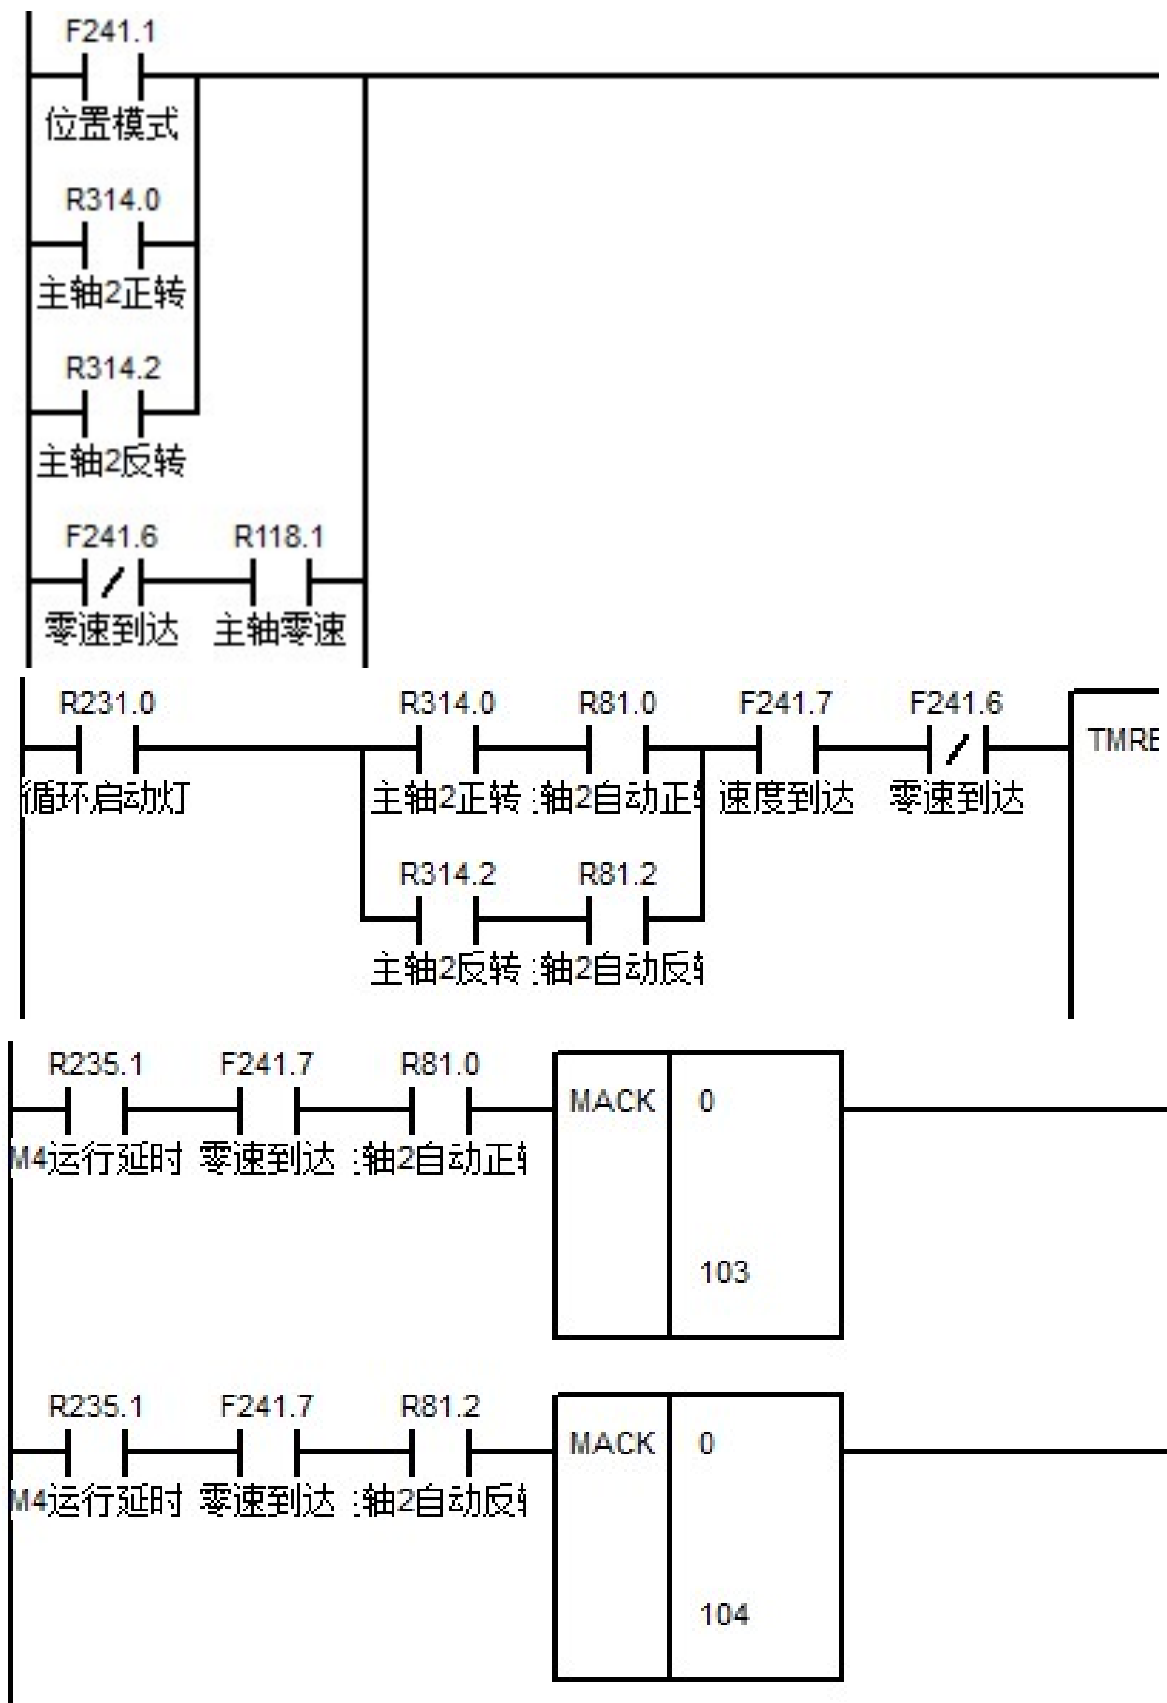 F241.1
位置模式
R314.0
主轴2正转
R314.2
主轴2反转
F241.6 R118.1
零速到达 主轴零速
R231.0 R314.0 R81.0 F241.7 F241.6
TMRB
循环启动灯 主轴2正转 轴2自动正 速度到达 零速到达
R314.2 R81.2
主轴2反转 轴2自动反转
R235.1 F241.7 R81.0
MACK 0
M4运行延时 零速到达 轴2自动正转
103
R235.1 F241.7 R81.2
MACK 0
M4运行延时 零速到达 轴2自动反转
104